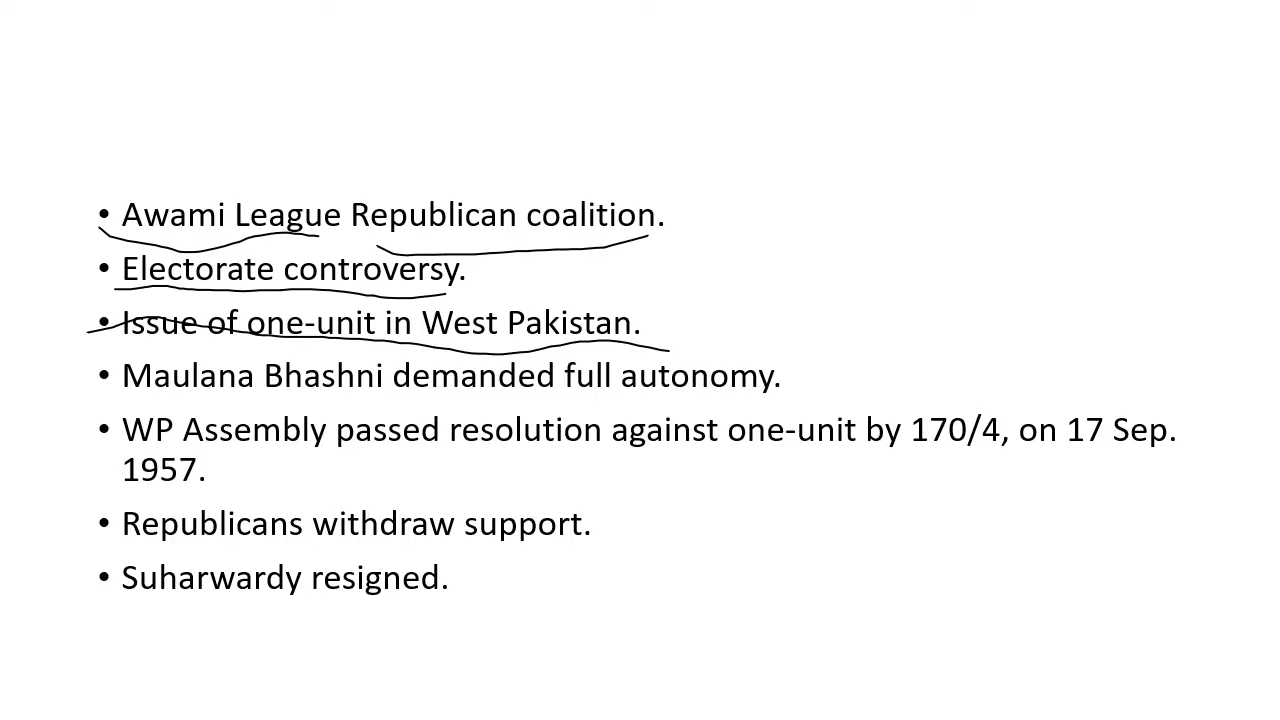 • Awami League Republican coalition.
• Electorate controversy.
• Issue of one-unit in West Pakistan.
• Maulana Bhashni demanded full autonomy.
• WP Assembly passed resolution against one-unit by 170/4, on 17 Sep.
1957.
• Republicans withdraw support.
• Suharwardy resigned.